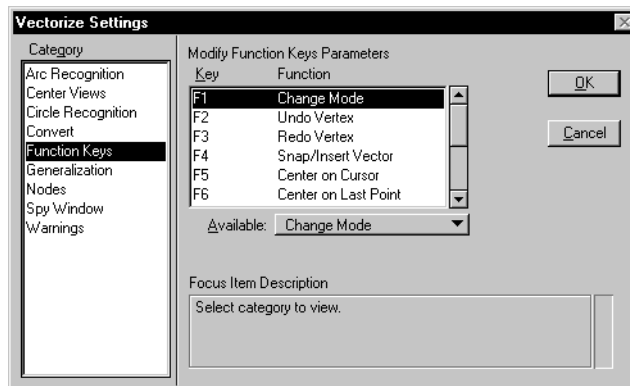 Vectorize Settings
Category
Arc Recognition
Center Views
Circle Recognition
Convert
Function Keys
Generalization
Nodes
Spy Window
Warnings
Modify Function Keys Parameters
Key Function
F1 Change Mode
F2 Undo Vertex
F3 Redo Vertex
F4 Snap/Insert Vector
F5 Center on Cursor
F6 Center on Last Point
Available: Change Mode
Focus Item Description
Select category to view.
OK
Cancel